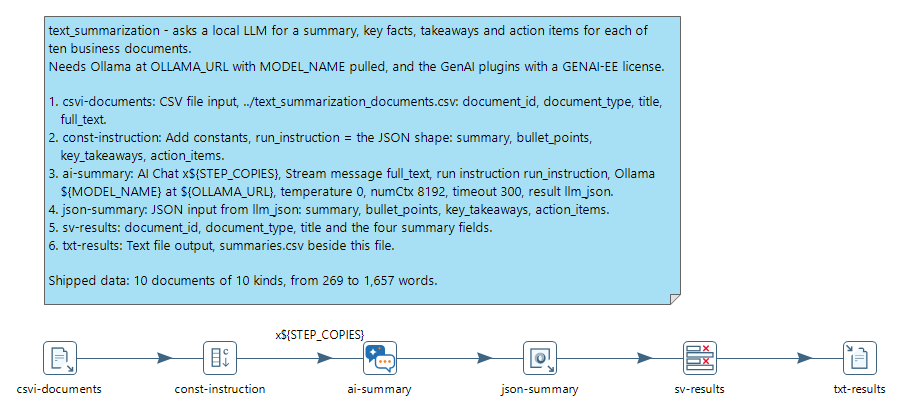 text_summarization - asks a local LLM for a summary, key facts, takeaways and action items for each of
ten business documents.
Needs Ollama at OLLAMA_URL with MODEL_NAME pulled, and the GenAI plugins with a GENAI-EE license.
1. csvi-documents: CSV file input, ../text_summarization_documents.csv: document_id, document_type, title,
full_text.
2. const-instruction: Add constants, run_instruction = the JSON shape: summary, bullet_points,
key_takeaways, action_items.
3. ai-summary: AI Chat x${STEP_COPIES}, Stream message full_text, run instruction run_instruction, Ollama
${MODEL_NAME} at ${OLLAMA_URL}, temperature 0, numCtx 8192, timeout 300, result llm_json.
4. json-summary: JSON input from llm_json: summary, bullet_points, key_takeaways, action_items.
5. sv-results: document_id, document_type, title and the four summary fields.
6. txt-results: Text file output, summaries.csv beside this file.
Shipped data: 10 documents of 10 kinds, from 269 to 1,657 words.
x${STEP_COPIES}
csvi-documents const-instruction ai-summary json-summary sv-results txt-results